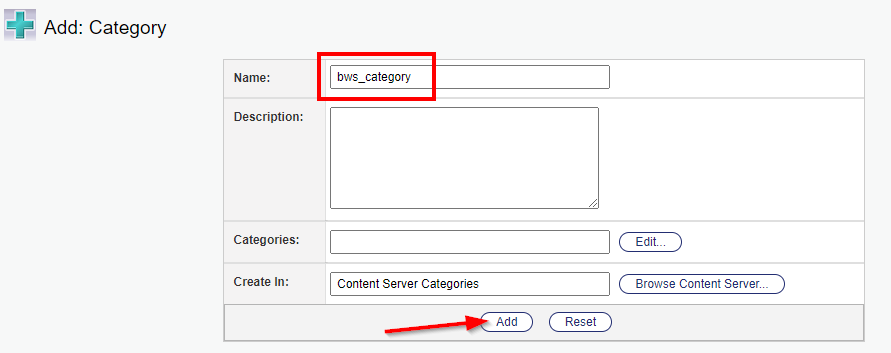 Add: Category
Name:
bws_category
Description:
Categories:
Edit...
Create In:
Content Server Categories
Browse Content Server...
Add
Reset